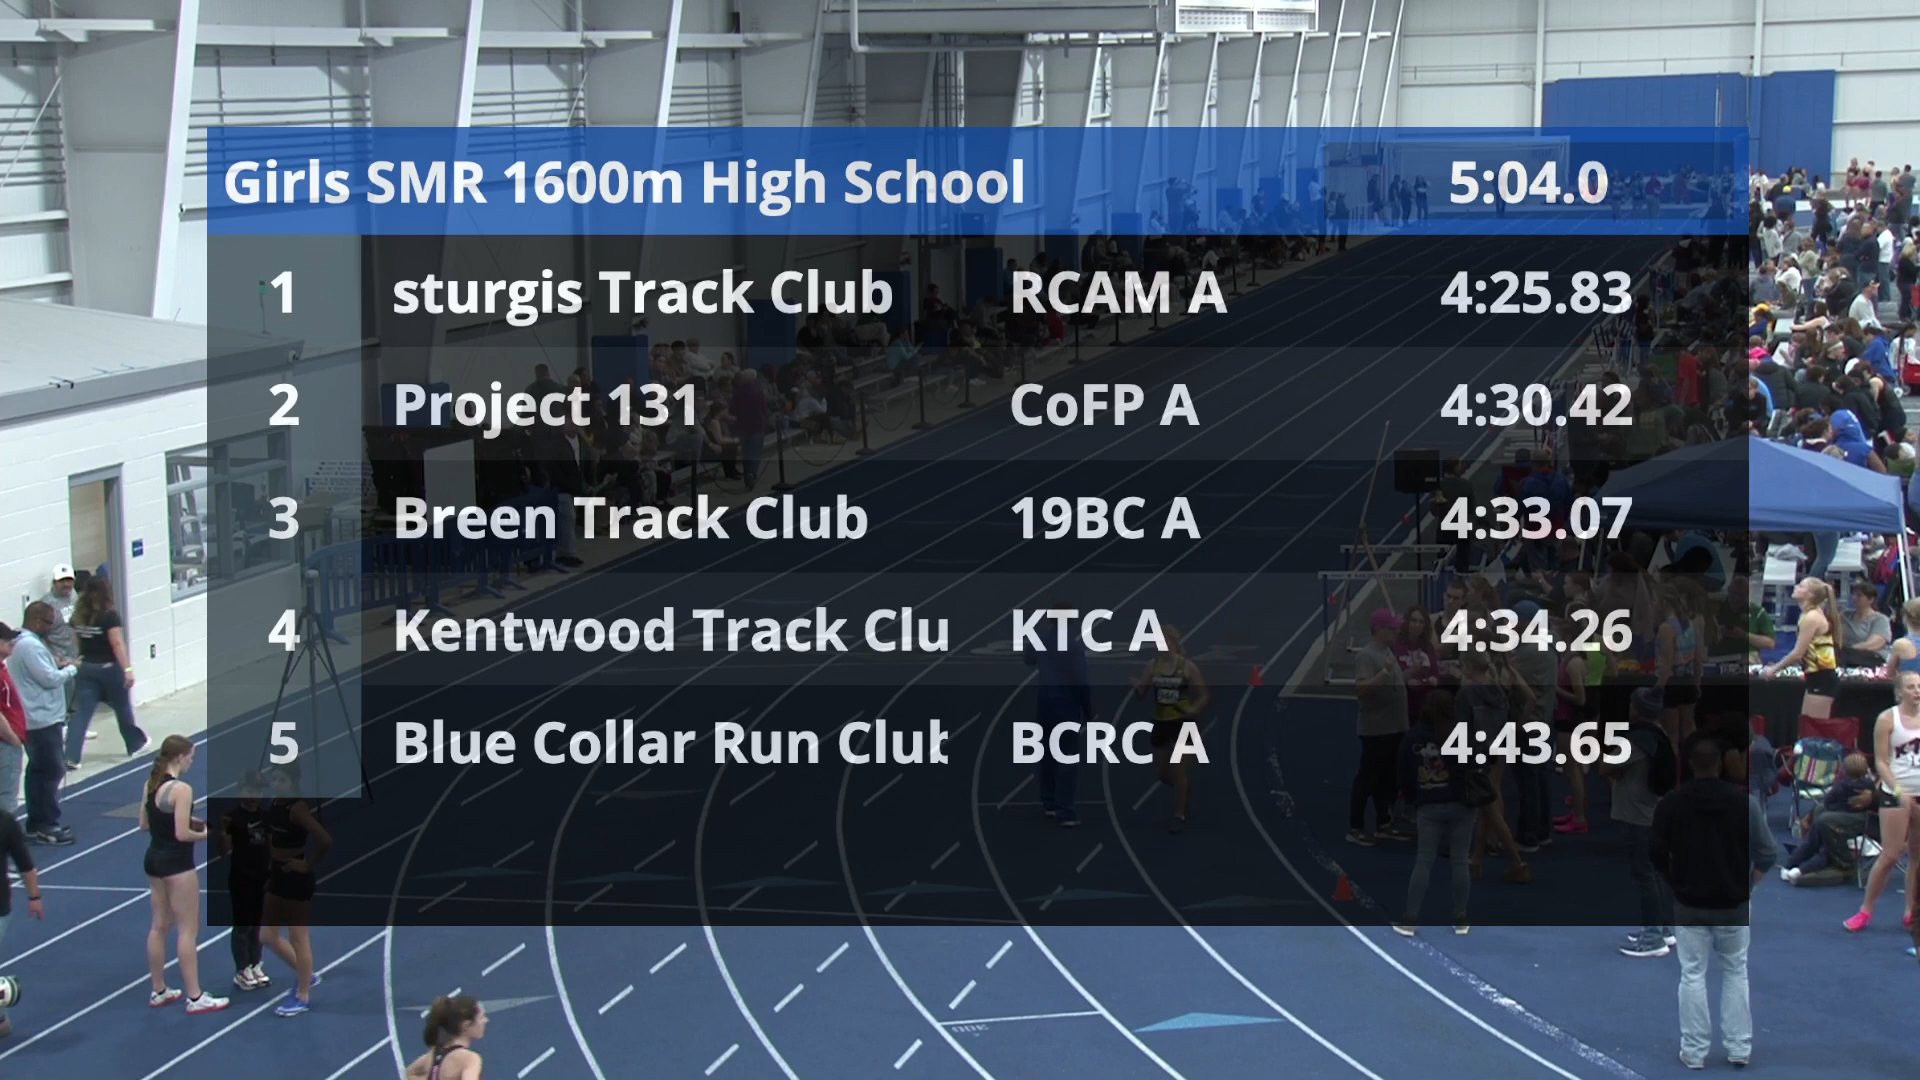 Girls SMR 1600m High School 5:04.0
1 sturgis Track Club RCAM A 4:25.83
2 Project 131 CoFP A 4:30.42
3 Breen Track Club 19BC A 4:33.07
4 Kentwood Track Clu KTC A 4:34.26
5 Blue Collar Run Club BCRC A 4:43.65
300